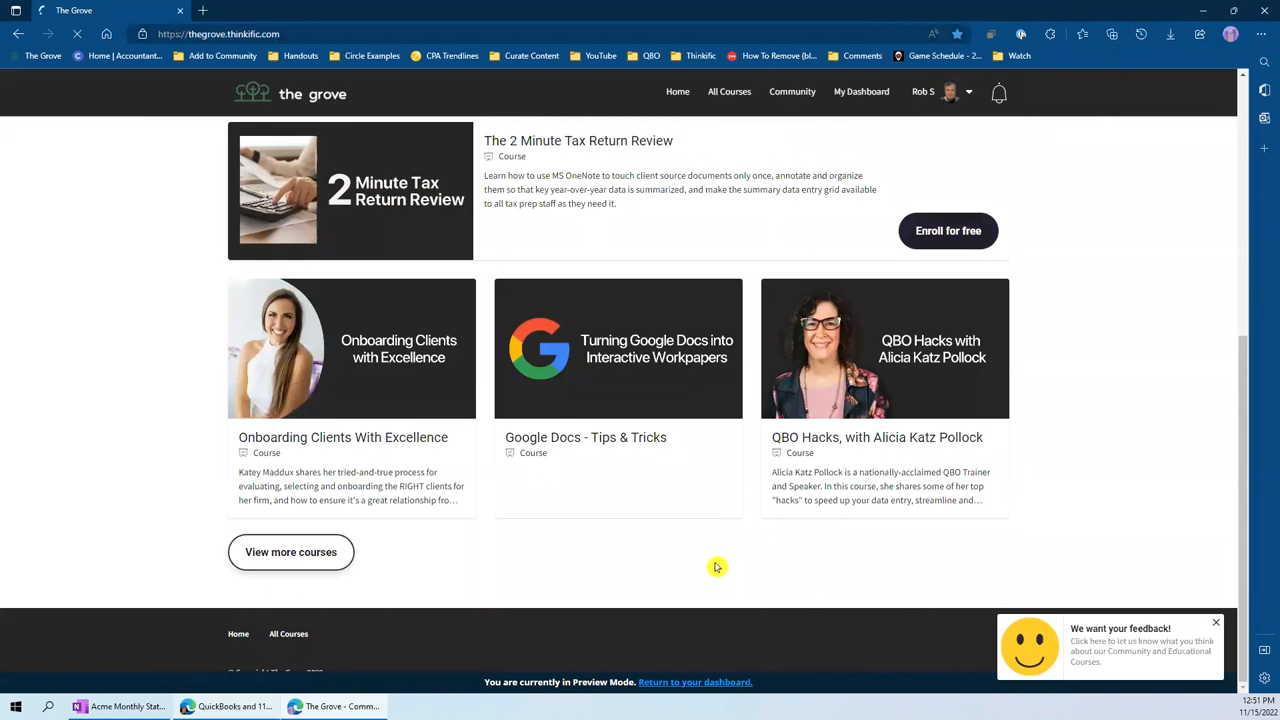 The Grove
https://thegrove.thinkific.com
The Grove
Home | Accountant...
Add to Community
Handouts
Circle Examples
CPA Trendlines
Curate Content
YouTube
QBO
Thinkific
How To Remove {bl...
Comments
Game Schedule - 2...
Watch
the grove
Home
All Courses
Community
My Dashboard
Rob S
2 Minute Tax
Return Review
The 2 Minute Tax Return Review
Course
Learn how to use MS OneNote to touch client source documents only once, annotate and organize
them so that key year-over-year data is summarized, and make the summary data entry grid available
to all tax prep staff as they need it.
Enroll for free
Onboarding Clients
with Excellence
Turning Google Docs into
Interactive Workpapers
QBO Hacks with
Alicia Katz Pollock
Onboarding Clients With Excellence
Course
Katey Maddux shares her tried-and-true process for
evaluating, selecting and onboarding the RIGHT clients for
her firm, and how to ensure it's a great relationship fro...
Google Docs - Tips & Tricks
Course
QBO Hacks, with Alicia Katz Pollock
Course
Alicia Katz Pollock is a nationally-acclaimed QBO Trainer
and Speaker. In this course, she shares some of her top
"hacks" to speed up your data entry, streamline and...
View more courses
Home
All Courses
We want your feedback!
Click here to let us know what you think
about our Community and Educational
Courses.
You are currently in Preview Mode. Return to your dashboard.
Acme Monthly Stat...
QuickBooks and 11...
The Grove - Comm...
12:51 PM
11/15/2022